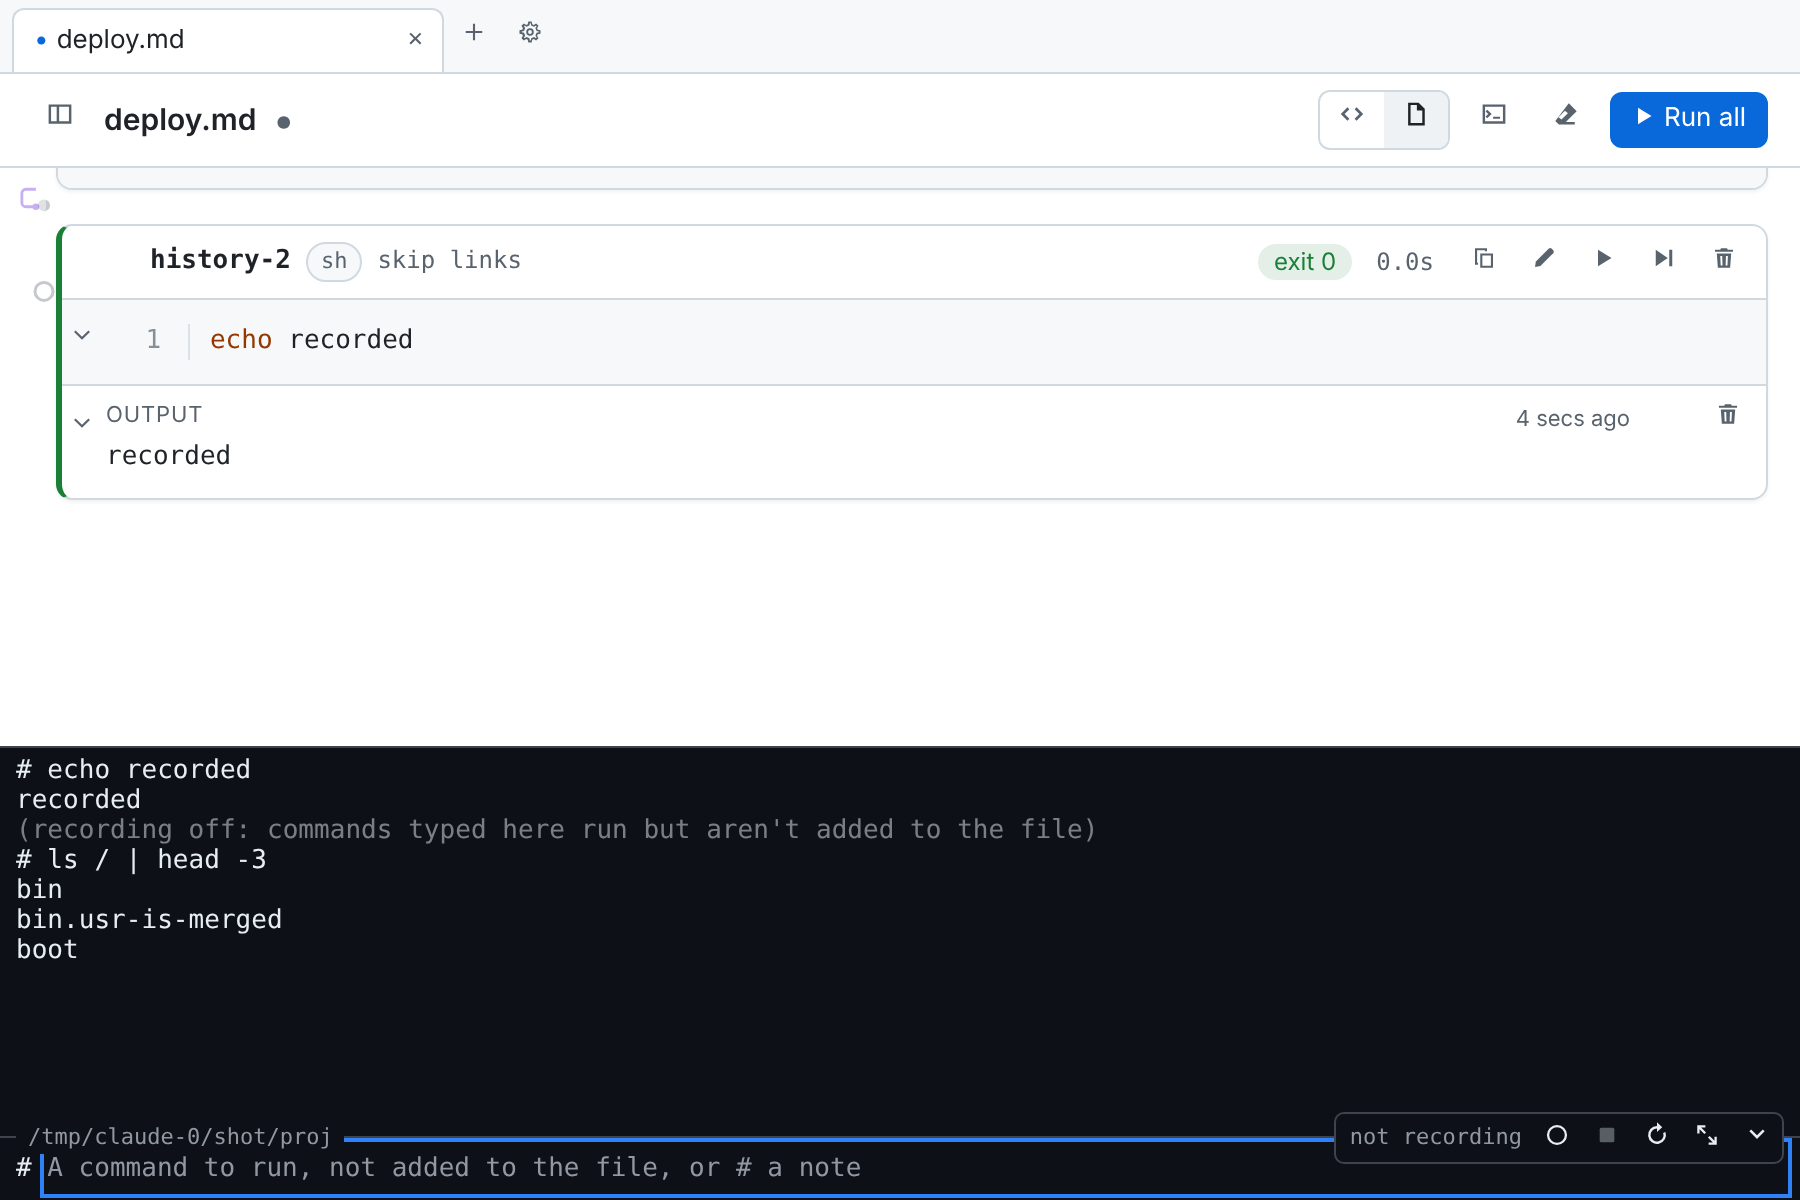 deploy.md
deploy.md
Run all
history-2 sh skip links exit 0 0.0s
1 echo recorded
OUTPUT 4 secs ago
recorded
# echo recorded
recorded
(recording off: commands typed here run but aren't added to the file)
# ls / | head -3
bin
bin.usr-is-merged
boot
/tmp/claude-0/shot/proj not recording
# A command to run, not added to the file, or # a note